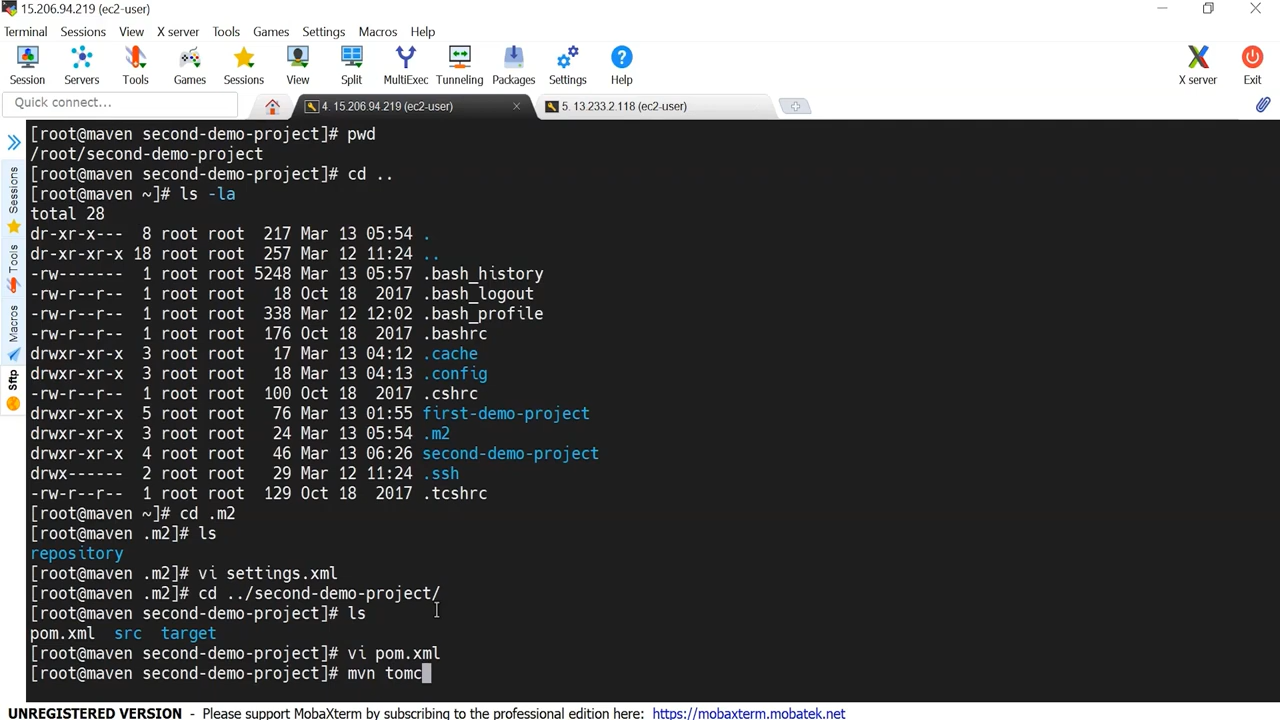 15.206.94.219 (ec2-user)
Terminal Sessions View X server Tools Games Settings Macros Help
Session Servers Tools Games Sessions View Split MultiExec Tunneling Packages Settings Help X server Exit
Quick connect... 4. 15.206.94.219 (ec2-user) 5. 13.233.2.118 (ec2-user)
Sessions
Tools
Macros
Sftp
[root@maven second-demo-project]# pwd
/root/second-demo-project
[root@maven second-demo-project]# cd ..
[root@maven ~]# ls -la
total 28
dr-xr-x--- 8 root root 217 Mar 13 05:54 .
dr-xr-xr-x 18 root root 257 Mar 12 11:24 ..
-rw------- 1 root root 5248 Mar 13 05:57 .bash_history
-rw-r--r-- 1 root root 18 Oct 18 2017 .bash_logout
-rw-r--r-- 1 root root 338 Mar 12 12:02 .bash_profile
-rw-r--r-- 1 root root 176 Oct 18 2017 .bashrc
drwxr-xr-x 3 root root 17 Mar 13 04:12 .cache
drwxr-xr-x 3 root root 18 Mar 13 04:13 .config
-rw-r--r-- 1 root root 100 Oct 18 2017 .cshrc
drwxr-xr-x 5 root root 76 Mar 13 01:55 first-demo-project
drwxr-xr-x 3 root root 24 Mar 13 05:54 .m2
drwxr-xr-x 4 root root 46 Mar 13 06:26 second-demo-project
drwx------ 2 root root 29 Mar 12 11:24 .ssh
-rw-r--r-- 1 root root 129 Oct 18 2017 .tcshrc
[root@maven ~]# cd .m2
[root@maven .m2]# ls
repository
[root@maven .m2]# vi settings.xml
[root@maven .m2]# cd ../second-demo-project/
[root@maven second-demo-project]# ls
pom.xml src target
[root@maven second-demo-project]# vi pom.xml
[root@maven second-demo-project]# mvn tomc
UNREGISTERED VERSION - Please support MobaXterm by subscribing to the professional edition here: https://mobaxterm.mobatek.net